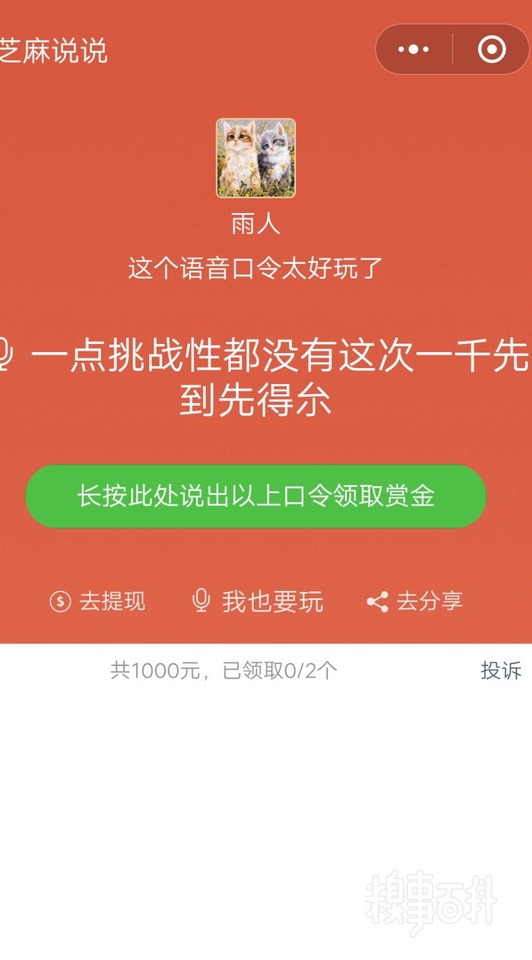 芝麻说说
雨人
这个语音口令太好玩了
一点挑战性都没有这次一千先
到先得厼
长按此处说出以上口令领取赏金
去提现
我也要玩
去分享
共1000元，已领取0/2个
投诉
糗事百科